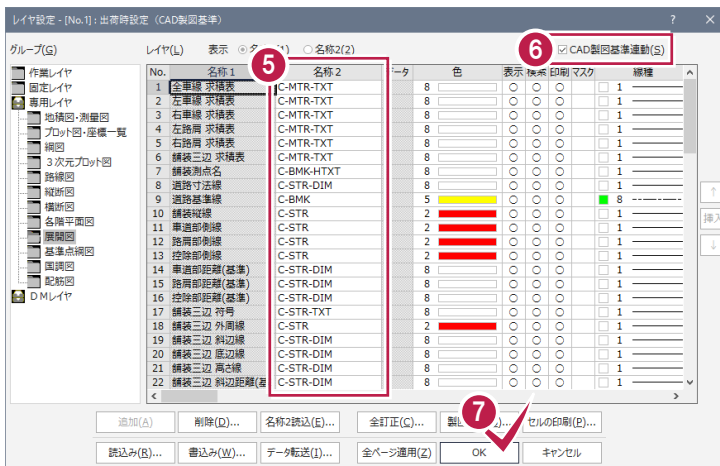 レイヤ設定 - [No.1] : 出荷時設定（CAD製図基準）
? ×
グループ(G) レイヤ(L) 表示 (1) 名称2(2) 6 CAD製図基準連動(S)
5
作業レイヤ
固定レイヤ
専用レイヤ
地積図・測量図
プロット図・座標一覧
網図
3次元プロット図
路線図
縦断図
横断図
各階平面図
展開図
基準点網図
国調図
配筋図
DMレイヤ
No. 名称1 名称2 データ 色 表示 検索 印刷 マスク 線種
1 全車線 求積表 C-MTR-TXT 8 ○ ○ ○ 1
2 左車線 求積表 C-MTR-TXT 8 ○ ○ ○ 1
3 右車線 求積表 C-MTR-TXT 8 ○ ○ ○ 1
4 左路肩 求積表 C-MTR-TXT 8 ○ ○ ○ 1
5 右路肩 求積表 C-MTR-TXT 8 ○ ○ ○ 1
6 舗装三辺 求積表 C-MTR-TXT 8 ○ ○ ○ 1
7 舗装測点名 C-BMK-HTXT 8 ○ ○ ○ 1
8 道路寸法線 C-STR-DIM 8 ○ ○ ○ 1
9 道路基準線 C-BMK 5 ○ ○ ○ 8
10 舗装縦線 C-STR 2 ○ ○ ○ 1
11 車道部側線 C-STR 2 ○ ○ ○ 1
12 路肩部側線 C-STR 2 ○ ○ ○ 1
13 控除部側線 C-STR 2 ○ ○ ○ 1
14 車道部距離(基準) C-STR-DIM 8 ○ ○ ○ 1
15 路肩部距離(基準) C-STR-DIM 8 ○ ○ ○ 1
16 控除部距離(基準) C-STR-DIM 8 ○ ○ ○ 1
17 舗装三辺 符号 C-STR-TXT 8 ○ ○ ○ 1
18 舗装三辺 外周線 C-STR 2 ○ ○ ○ 1
19 舗装三辺 斜辺線 C-STR-DIM 8 ○ ○ ○ 1
20 舗装三辺 底辺線 C-STR-DIM 8 ○ ○ ○ 1
21 舗装三辺 高さ線 C-STR-DIM 8 ○ ○ ○ 1
22 舗装三辺 斜辺距離(基 C-STR-DIM 8 ○ ○ ○ 1
↑
挿入
↓
追加(A) 削除(D)... 名称2読込(E)... 全訂正(C)... 製図 セルの印刷(P)...
7
読込み(R)... 書込み(W)... データ転送(I)... 全ページ適用(Z) OK キャンセル